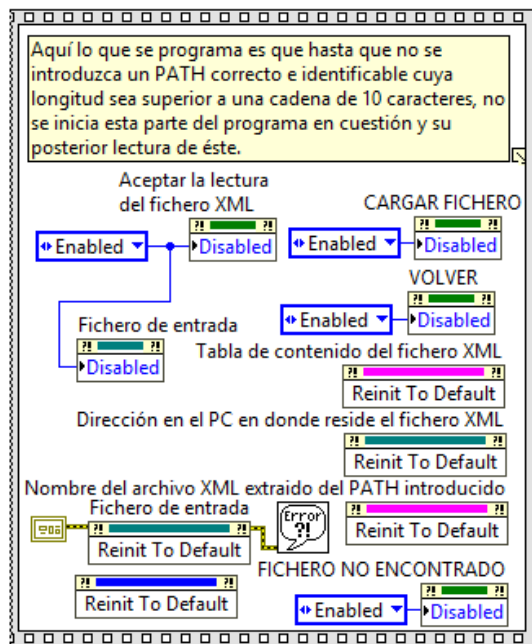 Aquí lo que se programa es que hasta que no se
introduzca un PATH correcto e identificable cuya
longitud sea superior a una cadena de 10 caracteres, no
se inicia esta parte del programa en cuestión y su
posterior lectura de éste.
Aceptar la lectura
del fichero XML
CARGAR FICHERO
Enabled
Disabled
Enabled
Disabled
VOLVER
Fichero de entrada
Enabled
Disabled
Disabled
Tabla de contenido del fichero XML
Reinit To Default
Dirección en el PC en donde reside el fichero XML
Reinit To Default
Nombre del archivo XML extraido del PATH introducido
Fichero de entrada
Error
?!
Reinit To Default
Reinit To Default
FICHERO NO ENCONTRADO
Reinit To Default
Enabled
Disabled